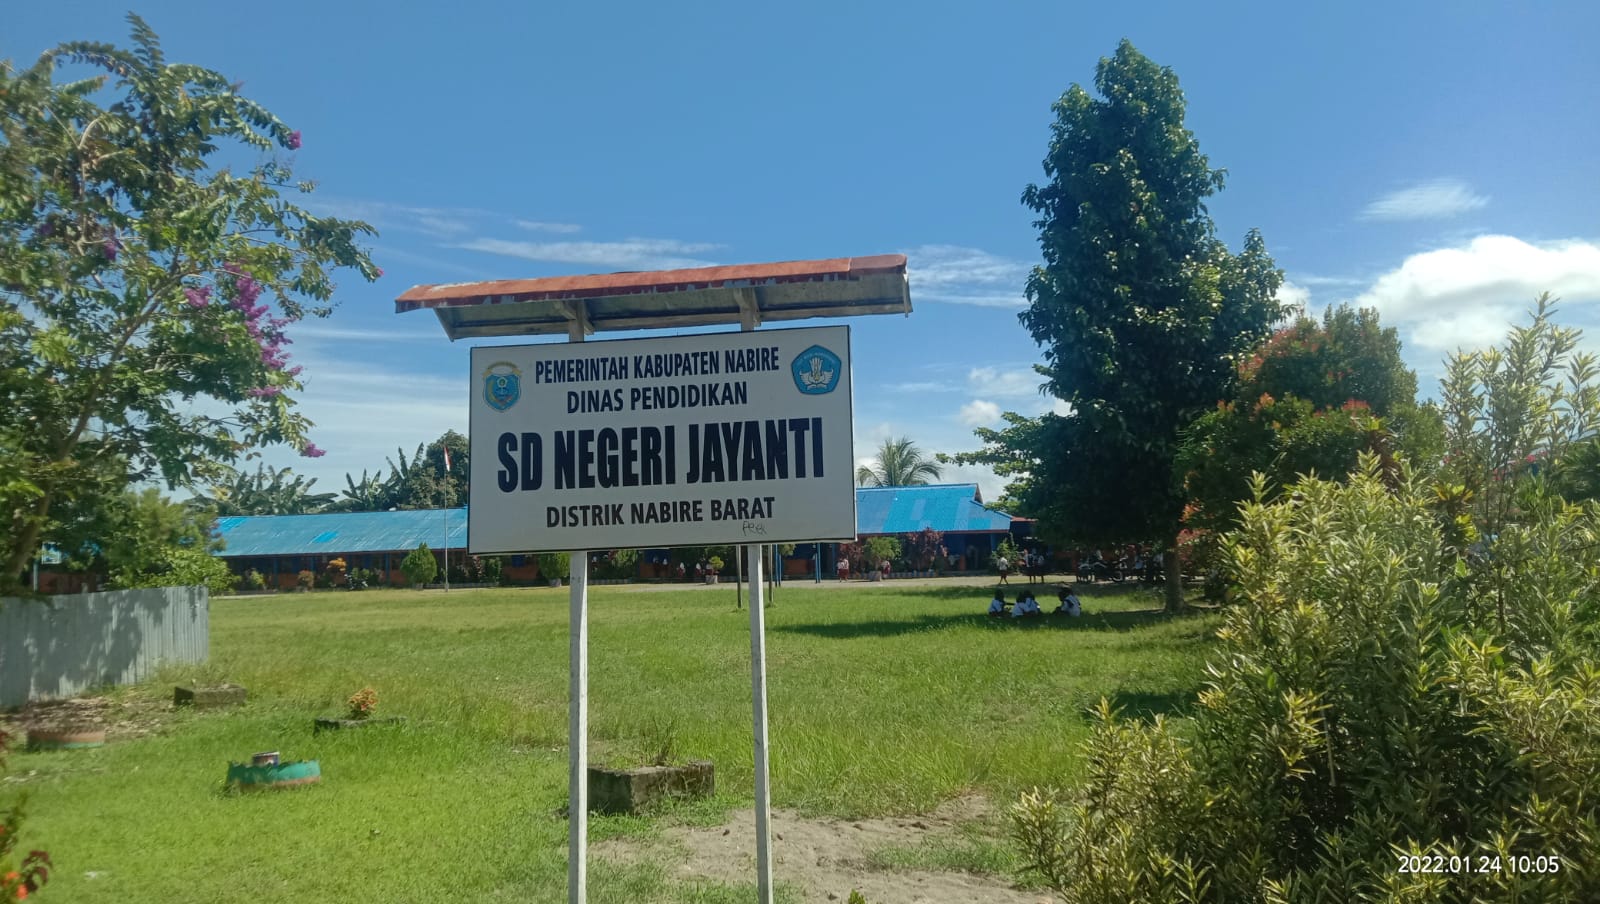 PEMERINTAH KABUPATEN NABIRE
DINAS PENDIDIKAN
SD NEGERI JAYANTI
DISTRIK NABIRE BARAT
2022.01.24 10:05